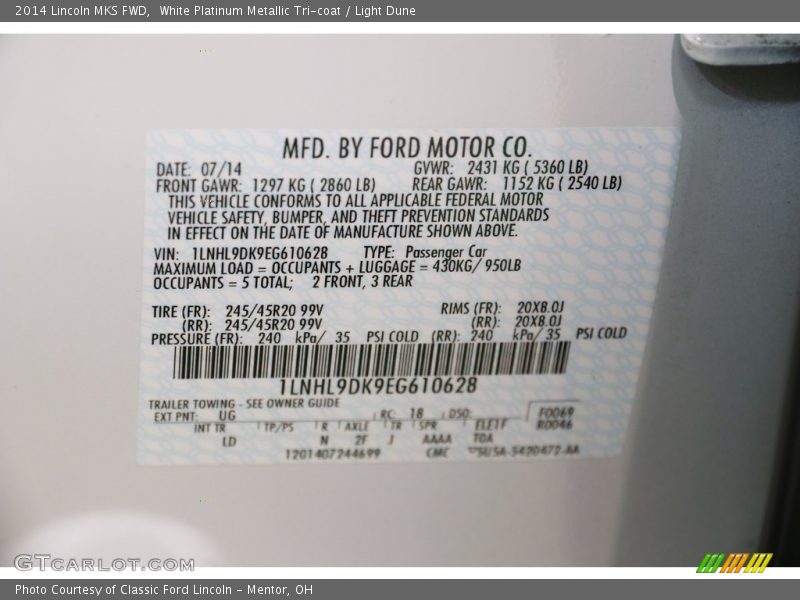 2014 Lincoln MKS FWD,  White Platinum Metallic Tri-coat / Light Dune
MFD. BY FORD MOTOR CO.
DATE: 07/14 GVWR: 2431 KG ( 5360 LB)
FRONT GAWR: 1297 KG ( 2860 LB) REAR GAWR: 1152 KG ( 2540 LB)
THIS VEHICLE CONFORMS TO ALL APPLICABLE FEDERAL MOTOR
VEHICLE SAFETY, BUMPER, AND THEFT PREVENTION STANDARDS
IN EFFECT ON THE DATE OF MANUFACTURE SHOWN ABOVE.
VIN: 1LNHL9DK9EG610628 TYPE: Passenger Car
MAXIMUM LOAD = OCCUPANTS + LUGGAGE = 430KG/ 950LB
OCCUPANTS = 5 TOTAL; 2 FRONT, 3 REAR
TIRE (FR): 245/45R20 99V RIMS (FR): 20X8.0J
(RR): 245/45R20 99V (RR): 20X8.0J
PRESSURE (FR): 240 kPa/ 35 PSI COLD (RR): 240 kPa/ 35 PSI COLD
1LNHL9DK9EG610628
TRAILER TOWING - SEE OWNER GUIDE
EXT PNT: UG RC: 18 DSO: F0069
R0046
INT TR TP/PS R AXLE TR SPR
LD N 2F J AAAA TOA
1201407244699 CMC
GTCARLOT.COM
Photo Courtesy of Classic Ford Lincoln - Mentor, OH